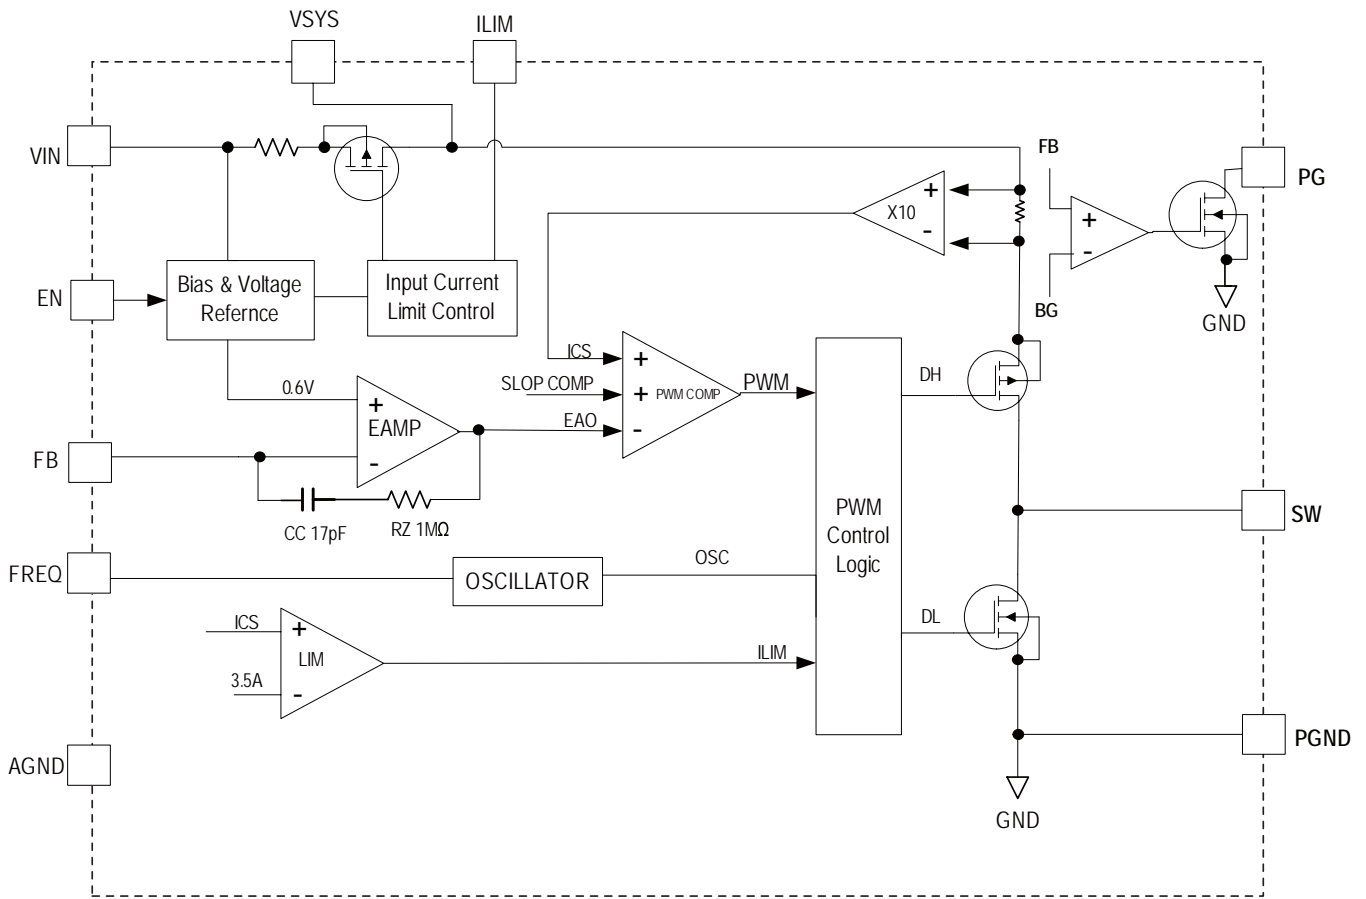 VSYS
ILIM
VIN
FB
PG
+
X10
-
+
-
EN
Bias & Voltage
Refernce
Input Current
Limit Control
BG
GND
ICS
+
PWM
SLOP COMP
+
PWM COMP
DH
0.6V
+
EAMP
EAO
-
FB
-
CC 17pF
RZ 1MΩ
PWM
Control
Logic
SW
FREQ
OSCILLATOR
OSC
ICS
+
LIM
DL
3.5A
-
ILIM
PGND
AGND
GND